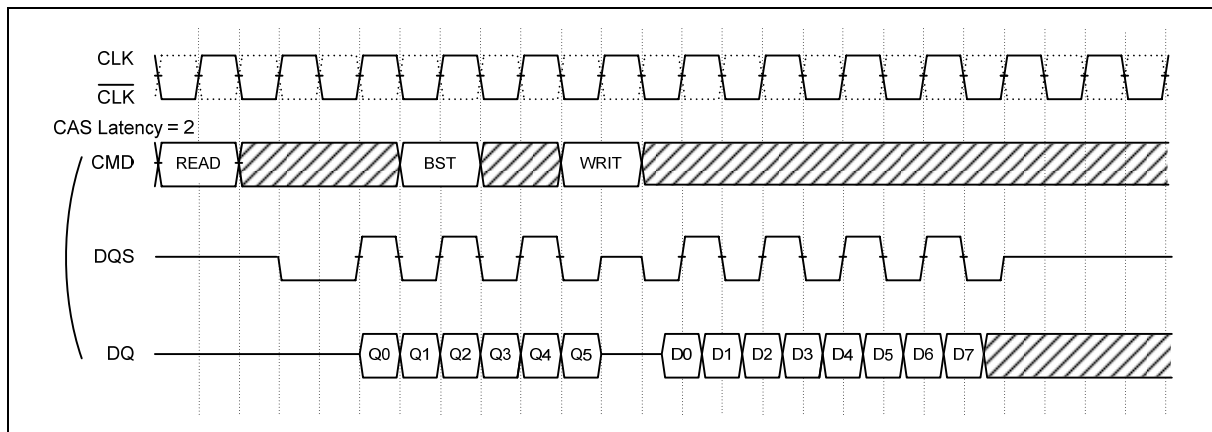 CLK
CLK
CAS Latency = 2
CMD READ BST WRIT
DQS
DQ Q0 Q1 Q2 Q3 Q4 Q5 D0 D1 D2 D3 D4 D5 D6 D7